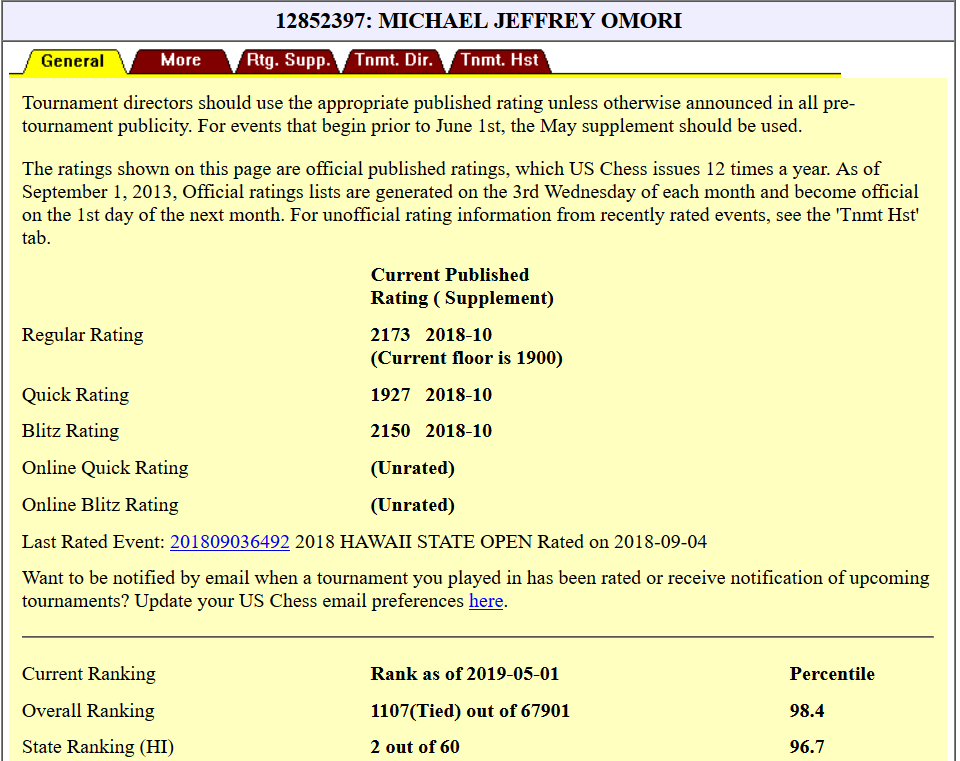 12852397: MICHAEL JEFFREY OMORI
General More Rtg. Supp. Tnmt. Dir. Tnmt. Hst
Tournament directors should use the appropriate published rating unless otherwise announced in all pre-
tournament publicity. For events that begin prior to June 1st, the May supplement should be used.
The ratings shown on this page are official published ratings, which US Chess issues 12 times a year. As of
September 1, 2013, Official ratings lists are generated on the 3rd Wednesday of each month and become official
on the 1st day of the next month. For unofficial rating information from recently rated events, see the 'Tnmt Hst'
tab.
Current Published
Rating ( Supplement)
Regular Rating 2173 2018-10
(Current floor is 1900)
Quick Rating 1927 2018-10
Blitz Rating 2150 2018-10
Online Quick Rating (Unrated)
Online Blitz Rating (Unrated)
Last Rated Event: 201809036492 2018 HAWAII STATE OPEN Rated on 2018-09-04
Want to be notified by email when a tournament you played in has been rated or receive notification of upcoming
tournaments? Update your US Chess email preferences here.
Current Ranking Rank as of 2019-05-01 Percentile
Overall Ranking 1107(Tied) out of 67901 98.4
State Ranking (HI) 2 out of 60 96.7